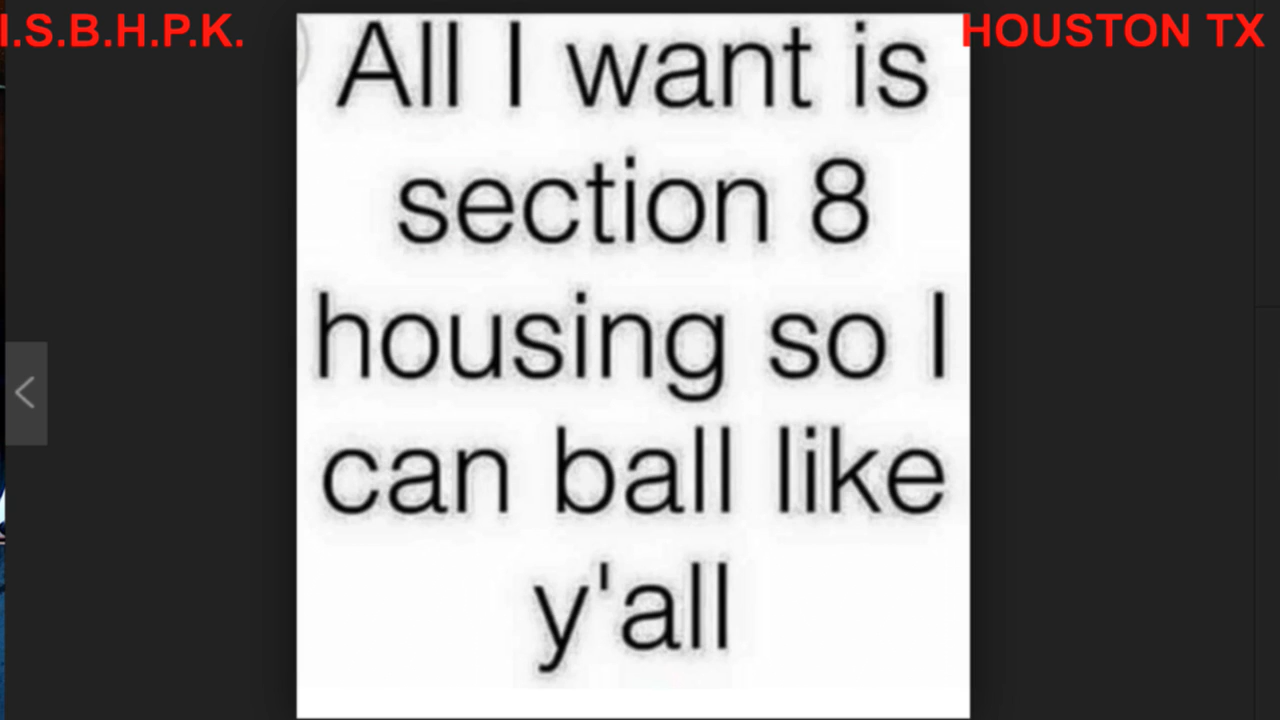 I.S.B.H.P.K.
HOUSTON TX
All I want is
section 8
housing so I
can ball like
y'all